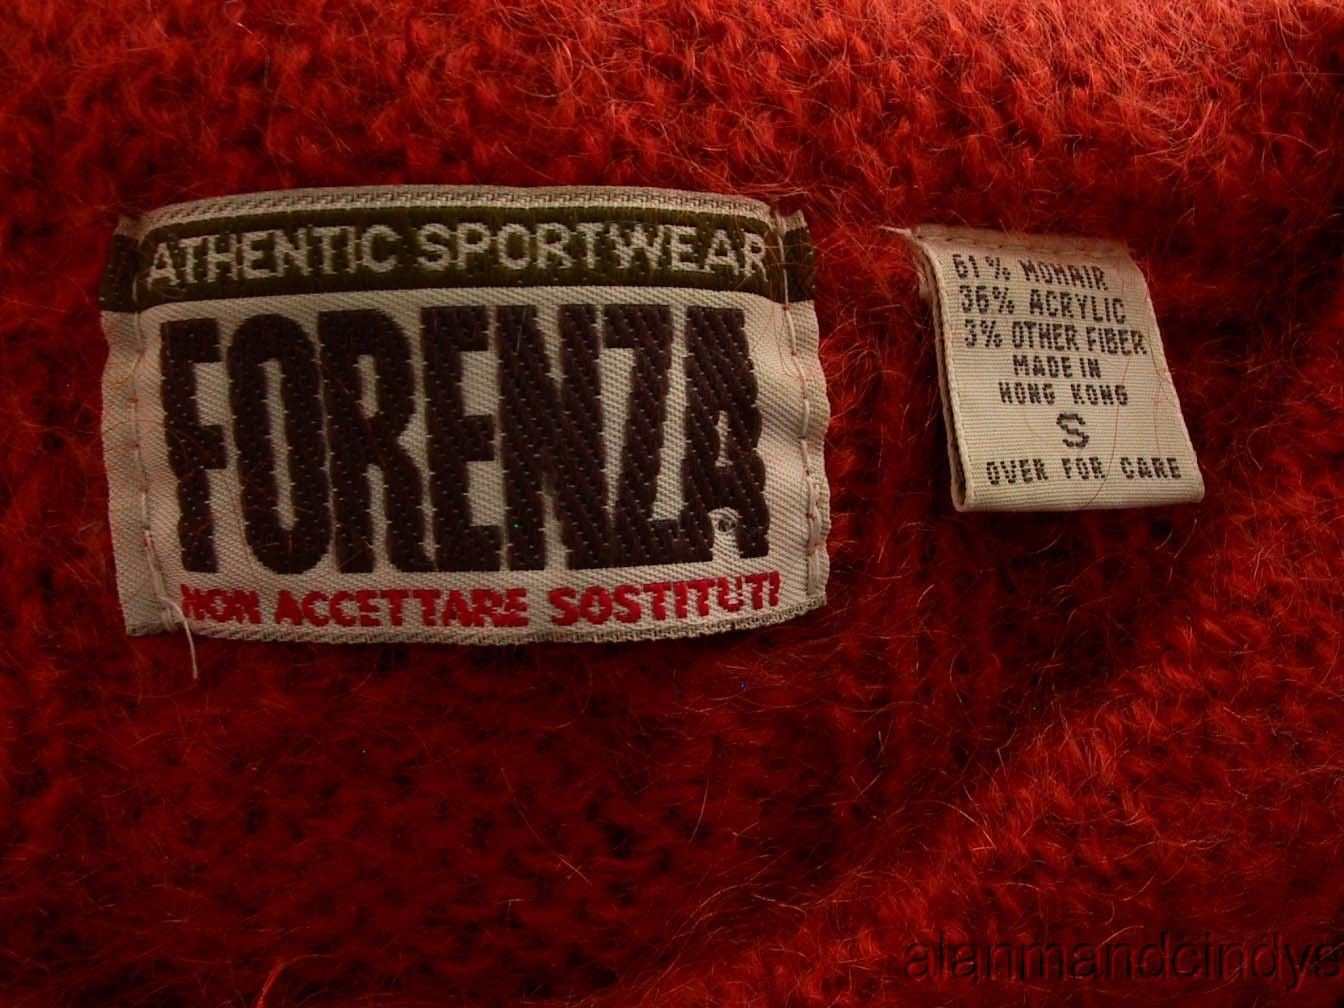 ATHENTIC SPORTWEAR
FORENZA
NON ACCETTARE SOSTITUTI
61% MOHAIR
36% ACRYLIC
3% OTHER FIBER
MADE IN
HONG KONG
S
OVER FOR CARE
alanmandcindys